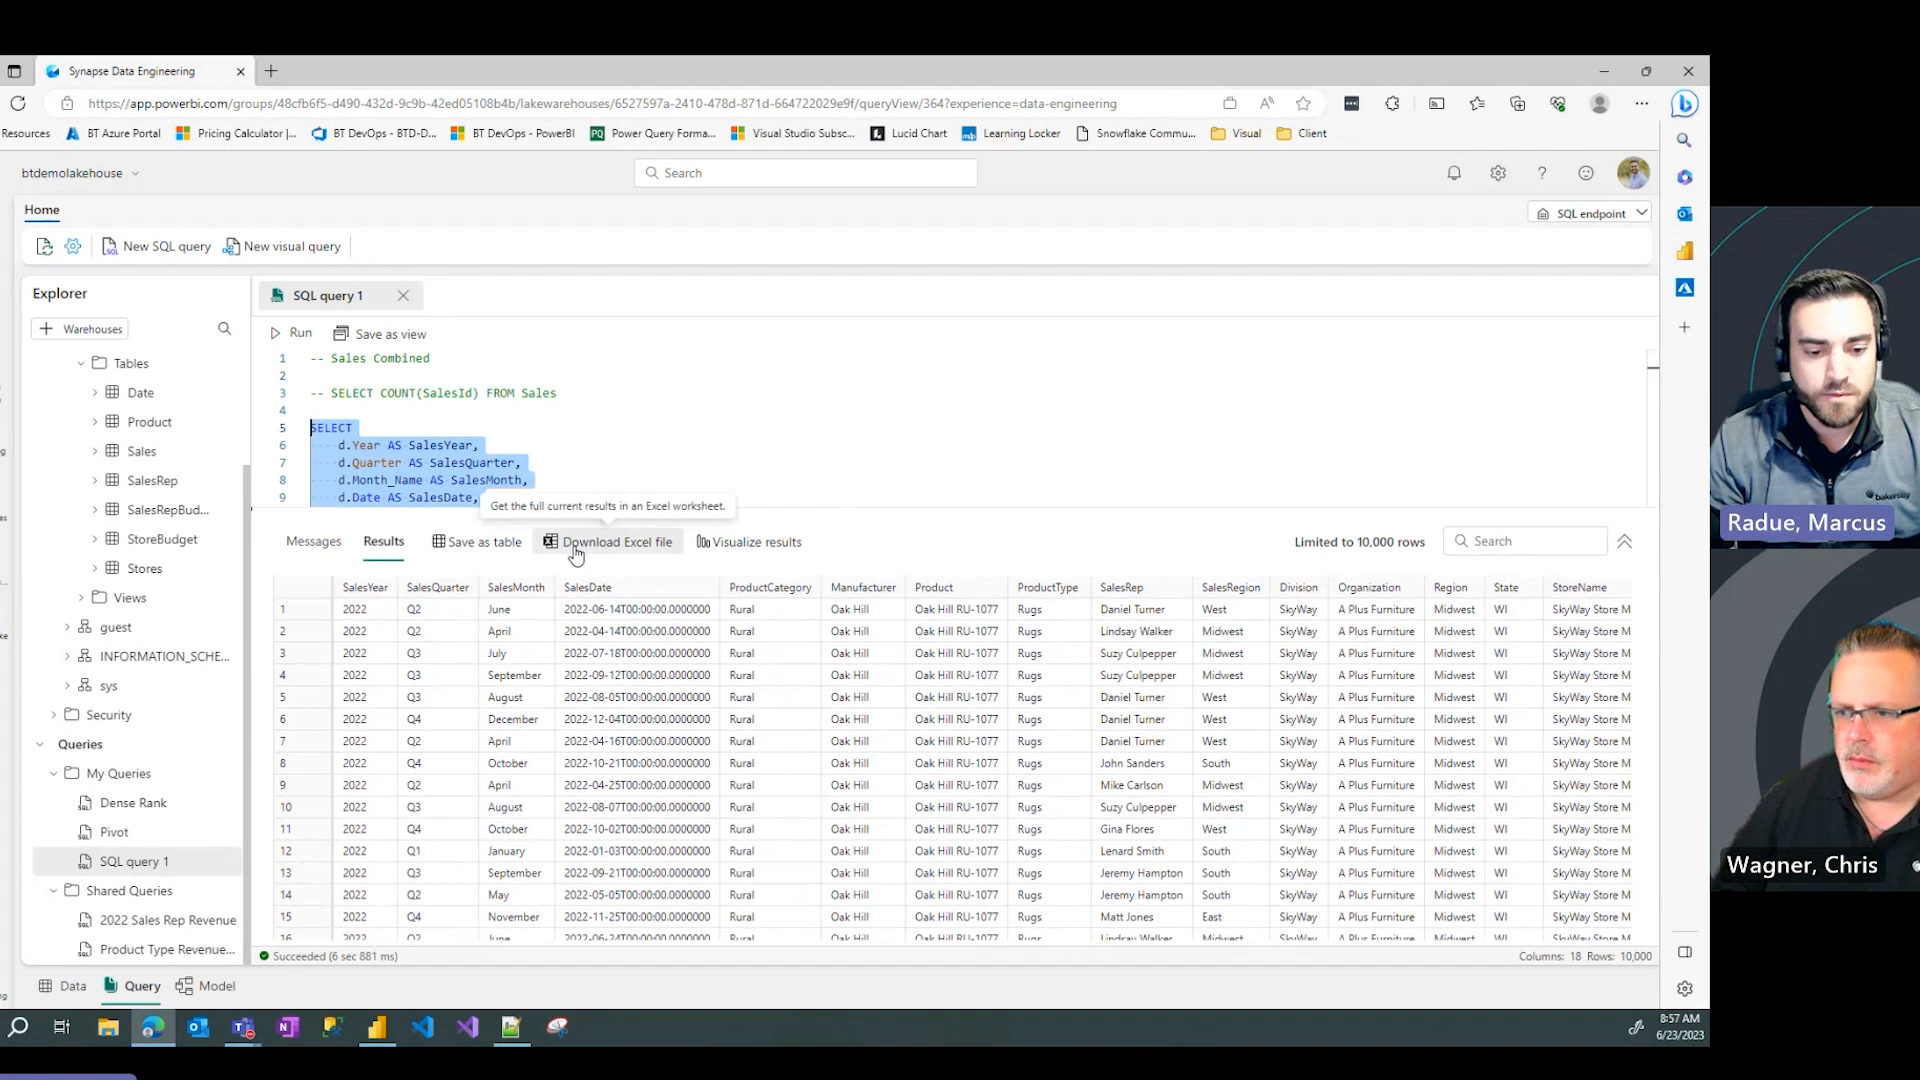 Synapse Data Engineering
https://app.powerbi.com/groups/48cfb6f5-d490-432d-9c9b-42ed05108b4b/lakewarehouses/6527597a-2410-478d-871d-664722029e9f/queryView/364?experience=data-engineering
Resources BT Azure Portal Pricing Calculator |... BT DevOps - BTD-D... BT DevOps - PowerBI Power Query Forma... Visual Studio Subsc... Lucid Chart Learning Locker Snowflake Commu... Visual Client
btdemolakehouse Search
Home SQL endpoint
New SQL query New visual query
Explorer
Warehouses
Tables
Date
Product
Sales
SalesRep
SalesRepBud...
StoreBudget
Stores
Views
guest
INFORMATION_SCHE...
sys
Security
Queries
My Queries
Dense Rank
Pivot
SQL query 1
Shared Queries
2022 Sales Rep Revenue
Product Type Revenue...
Data Query Model
SQL query 1
Run Save as view
1 -- Sales Combined
2
3 -- SELECT COUNT(SalesId) FROM Sales
4
5 SELECT
6 d.Year AS SalesYear,
7 d.Quarter AS SalesQuarter,
8 d.Month_Name AS SalesMonth,
9 d.Date AS SalesDate,
Get the full current results in an Excel worksheet.
Messages Results Save as table Download Excel file Visualize results Limited to 10,000 rows Search
SalesYear SalesQuarter SalesMonth SalesDate ProductCategory Manufacturer Product ProductType SalesRep SalesRegion Division Organization Region State StoreName
1 2022 Q2 June 2022-06-14T00:00:00.0000000 Rural Oak Hill Oak Hill RU-1077 Rugs Daniel Turner West SkyWay A Plus Furniture Midwest WI SkyWay Store M
2 2022 Q2 April 2022-04-14T00:00:00.0000000 Rural Oak Hill Oak Hill RU-1077 Rugs Lindsay Walker Midwest SkyWay A Plus Furniture Midwest WI SkyWay Store M
3 2022 Q3 July 2022-07-18T00:00:00.0000000 Rural Oak Hill Oak Hill RU-1077 Rugs Suzy Culpepper Midwest SkyWay A Plus Furniture Midwest WI SkyWay Store M
4 2022 Q3 September 2022-09-12T00:00:00.0000000 Rural Oak Hill Oak Hill RU-1077 Rugs Suzy Culpepper Midwest SkyWay A Plus Furniture Midwest WI SkyWay Store M
5 2022 Q3 August 2022-08-05T00:00:00.0000000 Rural Oak Hill Oak Hill RU-1077 Rugs Daniel Turner West SkyWay A Plus Furniture Midwest WI SkyWay Store M
6 2022 Q4 December 2022-12-04T00:00:00.0000000 Rural Oak Hill Oak Hill RU-1077 Rugs Daniel Turner West SkyWay A Plus Furniture Midwest WI SkyWay Store M
7 2022 Q2 April 2022-04-16T00:00:00.0000000 Rural Oak Hill Oak Hill RU-1077 Rugs Daniel Turner West SkyWay A Plus Furniture Midwest WI SkyWay Store M
8 2022 Q4 October 2022-10-21T00:00:00.0000000 Rural Oak Hill Oak Hill RU-1077 Rugs John Sanders South SkyWay A Plus Furniture Midwest WI SkyWay Store M
9 2022 Q2 April 2022-04-25T00:00:00.0000000 Rural Oak Hill Oak Hill RU-1077 Rugs Mike Carlson Midwest SkyWay A Plus Furniture Midwest WI SkyWay Store M
10 2022 Q3 August 2022-08-07T00:00:00.0000000 Rural Oak Hill Oak Hill RU-1077 Rugs Suzy Culpepper Midwest SkyWay A Plus Furniture Midwest WI SkyWay Store M
11 2022 Q4 October 2022-10-02T00:00:00.0000000 Rural Oak Hill Oak Hill RU-1077 Rugs Gina Flores West SkyWay A Plus Furniture Midwest WI SkyWay Store M
12 2022 Q1 January 2022-01-03T00:00:00.0000000 Rural Oak Hill Oak Hill RU-1077 Rugs Lenard Smith South SkyWay A Plus Furniture Midwest WI SkyWay Store M
13 2022 Q3 September 2022-09-21T00:00:00.0000000 Rural Oak Hill Oak Hill RU-1077 Rugs Jeremy Hampton South SkyWay A Plus Furniture Midwest WI SkyWay Store M
14 2022 Q2 May 2022-05-05T00:00:00.0000000 Rural Oak Hill Oak Hill RU-1077 Rugs Jeremy Hampton South SkyWay A Plus Furniture Midwest WI SkyWay Store M
15 2022 Q4 November 2022-11-25T00:00:00.0000000 Rural Oak Hill Oak Hill RU-1077 Rugs Matt Jones East SkyWay A Plus Furniture Midwest WI SkyWay Store M
16 2022 Q2 June 2022-06-24T00:00:00.0000000 Rural Oak Hill Oak Hill RU-1077 Rugs Lindsay Walker Midwest SkyWay A Plus Furniture Midwest WI SkyWay Store M
Succeeded (6 sec 881 ms) Columns: 18 Rows: 10,000
8:57 AM
6/23/2023
bakertilly
Radue, Marcus
Wagner, Chris